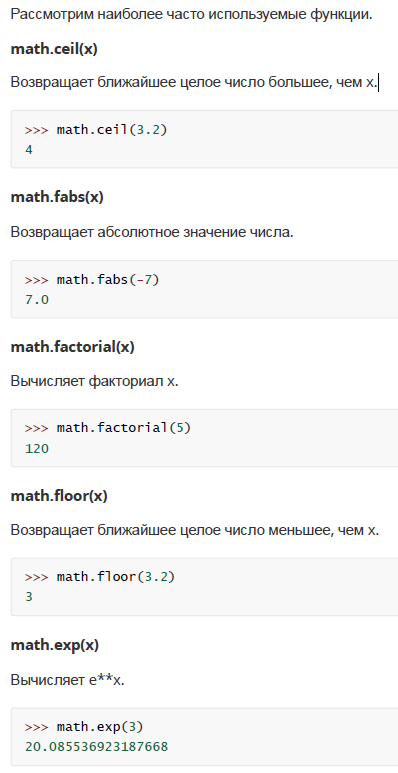 Рассмотрим наиболее часто используемые функции.
math.ceil(x)
Возвращает ближайшее целое число большее, чем x.
>>> math.ceil(3.2)
4
math.fabs(x)
Возвращает абсолютное значение числа.
>>> math.fabs(-7)
7.0
math.factorial(x)
Вычисляет факториал x.
>>> math.factorial(5)
120
math.floor(x)
Возвращает ближайшее целое число меньшее, чем x.
>>> math.floor(3.2)
3
math.exp(x)
Вычисляет e**x.
>>> math.exp(3)
20.085536923187668